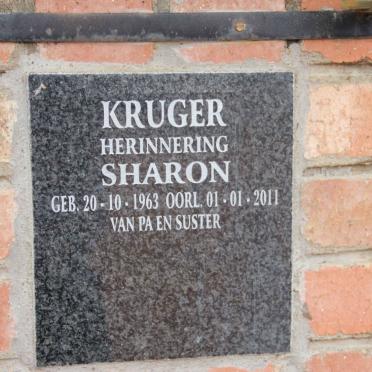 KRUGER
HERINNERING
SHARON
GEB. 20 - 10 - 1963 OORL. 01 - 01 - 2011
VAN PA EN SUSTER